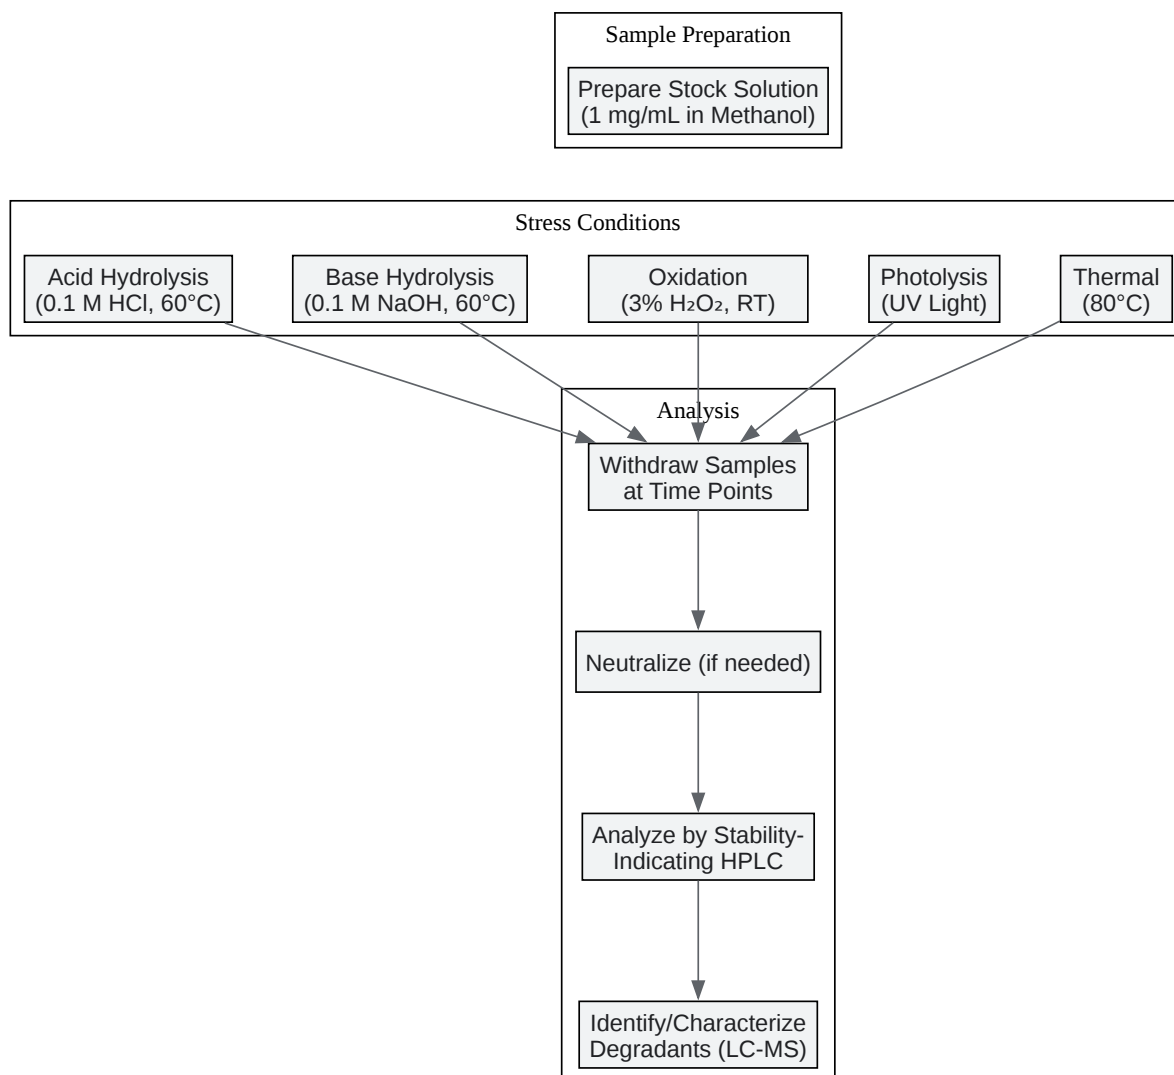 Sample Preparation
Prepare Stock Solution
(1 mg/mL in Methanol)
Stress Conditions
Acid Hydrolysis
(0.1 M HCl, 60°C)
Base Hydrolysis
(0.1 M NaOH, 60°C)
Oxidation
(3% H₂O₂, RT)
Photolysis
(UV Light)
Thermal
(80°C)
Analysis
Withdraw Samples
at Time Points
Neutralize (if needed)
Analyze by Stability-
Indicating HPLC
Identify/Characterize
Degradants (LC-MS)